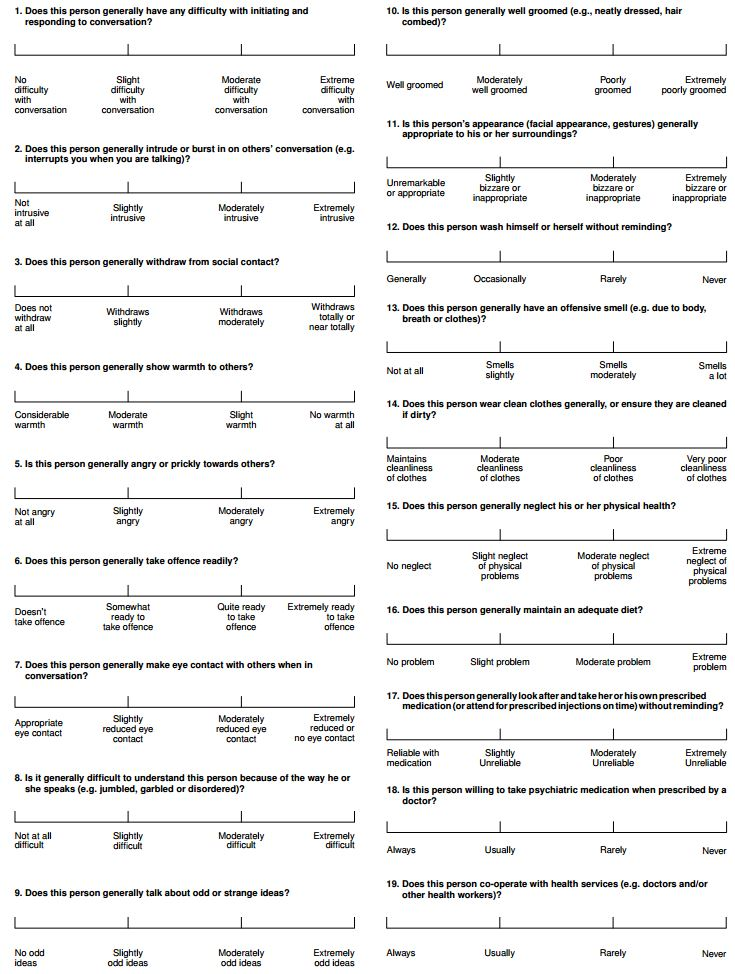 1. Does this person generally have any difficulty with initiating and
responding to conversation?
No
difficulty
with
conversation
Slight
difficulty
with
conversation
Moderate
difficulty
with
conversation
Extreme
difficulty
with
conversation
2. Does this person generally intrude or burst in on others' conversation (e.g.
interrupts you when you are talking)?
Not
intrusive
at all
Slightly
intrusive
Moderately
intrusive
Extremely
intrusive
3. Does this person generally withdraw from social contact?
Does not
withdraw
at all
Withdraws
slightly
Withdraws
moderately
Withdraws
totally or
near totally
4. Does this person generally show warmth to others?
Considerable
warmth
Moderate
warmth
Slight
warmth
No warmth
at all
5. Is this person generally angry or prickly towards others?
Not angry
at all
Slightly
angry
Moderately
angry
Extremely
angry
6. Does this person generally take offence readily?
Doesn't
take offence
Somewhat
ready to
take offence
Quite ready
to take
offence
Extremely ready
to take
offence
7. Does this person generally make eye contact with others when in
conversation?
Appropriate
eye contact
Slightly
reduced eye
contact
Moderately
reduced eye
contact
Extremely
reduced or
no eye contact
8. Is it generally difficult to understand this person because of the way he or
she speaks (e.g. jumbled, garbled or disordered)?
Not at all
difficult
Slightly
difficult
Moderately
difficult
Extremely
difficult
9. Does this person generally talk about odd or strange ideas?
No odd
ideas
Slightly
odd ideas
Moderately
odd ideas
Extremely
odd ideas
10. Is this person generally well groomed (e.g., neatly dressed, hair
combed)?
Well groomed
Moderately
well groomed
Poorly
groomed
Extremely
poorly groomed
11. Is this person's appearance (facial appearance, gestures) generally
appropriate to his or her surroundings?
Unremarkable
or appropriate
Slightly
bizzare or
inappropriate
Moderately
bizzare or
inappropriate
Extremely
bizzare or
inappropriate
12. Does this person wash himself or herself without reminding?
Generally
Occasionally
Rarely
Never
13. Does this person generally have an offensive smell (e.g. due to body,
breath or clothes)?
Not at all
Smells
slightly
Smells
moderately
Smells
a lot
14. Does this person wear clean clothes generally, or ensure they are cleaned
if dirty?
Maintains
cleanliness
of clothes
Moderate
cleanliness
of clothes
Poor
cleanliness
of clothes
Very poor
cleanliness
of clothes
15. Does this person generally neglect his or her physical health?
No neglect
Slight neglect
of physical
problems
Moderate neglect
of physical
problems
Extreme
neglect of
physical
problems
16. Does this person generally maintain an adequate diet?
No problem
Slight problem
Moderate problem
Extreme
problem
17. Does this person generally look after and take her or his own prescribed
medication (or attend for prescribed injections on time) without reminding?
Reliable with
medication
Slightly
Unreliable
Moderately
Unreliable
Extremely
Unreliable
18. Is this person willing to take psychiatric medication when prescribed by a
doctor?
Always
Usually
Rarely
Never
19. Does this person co-operate with health services (e.g. doctors and/or
other health workers)?
Always
Usually
Rarely
Never